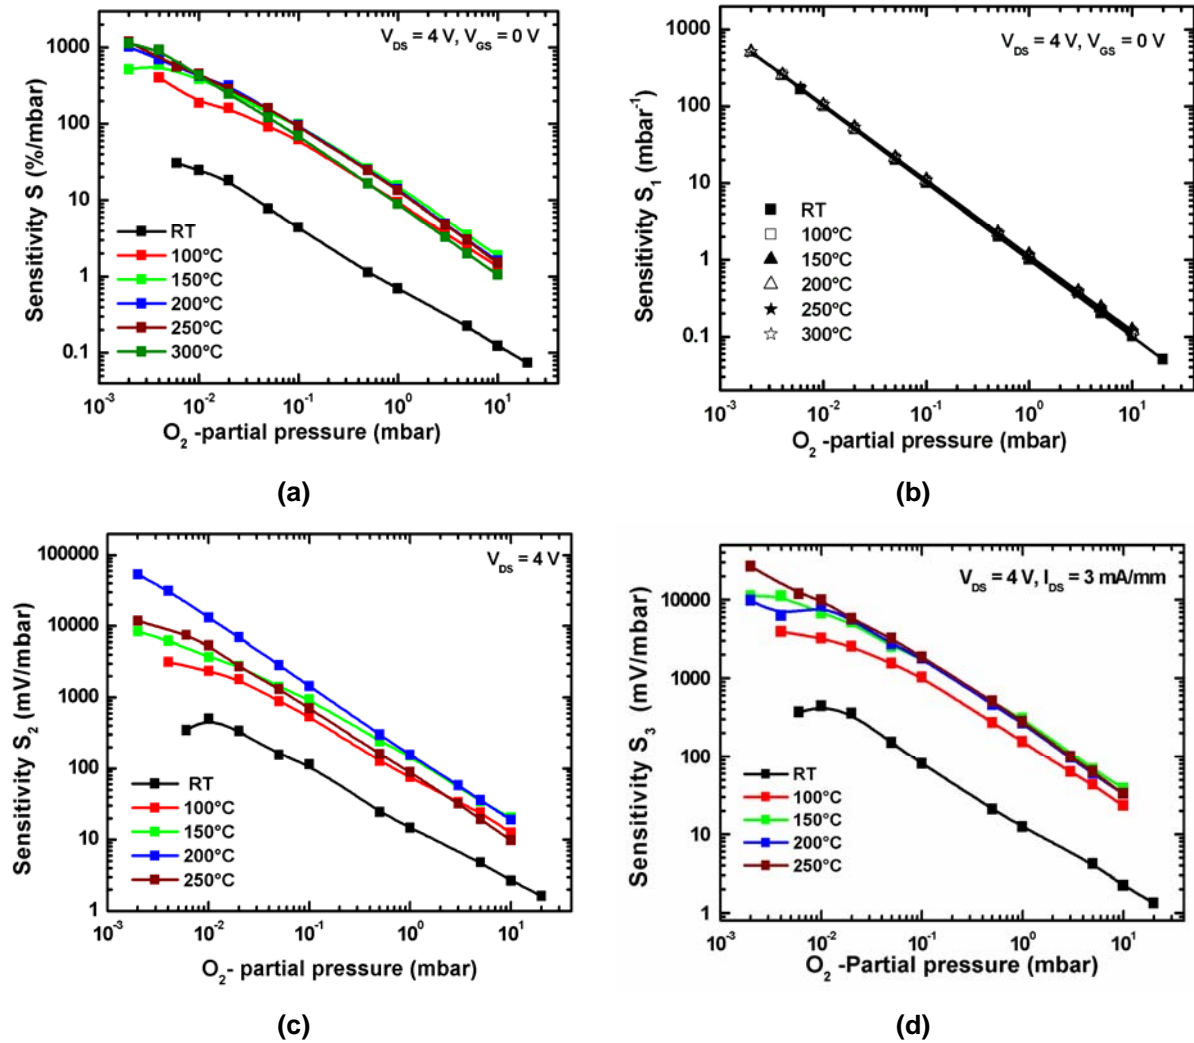 V_DS = 4 V, V_GS = 0 V
1000
100
10
1
0.1
Sensitivity S (%/mbar)
RT
100°C
150°C
200°C
250°C
300°C
10^-3 10^-2 10^-1 10^0 10^1
O_2 -partial pressure (mbar)
(a)
V_DS = 4 V, V_GS = 0 V
1000
100
10
1
0.1
Sensitivity S_1 (mbar^-1)
RT
100°C
150°C
200°C
250°C
300°C
10^-3 10^-2 10^-1 10^0 10^1
O_2 -partial pressure (mbar)
(b)
V_DS = 4 V
100000
10000
1000
100
10
1
Sensitivity S_2 (mV/mbar)
RT
100°C
150°C
200°C
250°C
10^-3 10^-2 10^-1 10^0 10^1
O_2- partial pressure (mbar)
(c)
V_DS = 4 V, I_DS = 3 mA/mm
10000
1000
100
10
1
Sensitivity S_3 (mV/mbar)
RT
100°C
150°C
200°C
250°C
10^-3 10^-2 10^-1 10^0 10^1
O_2 -Partial pressure (mbar)
(d)